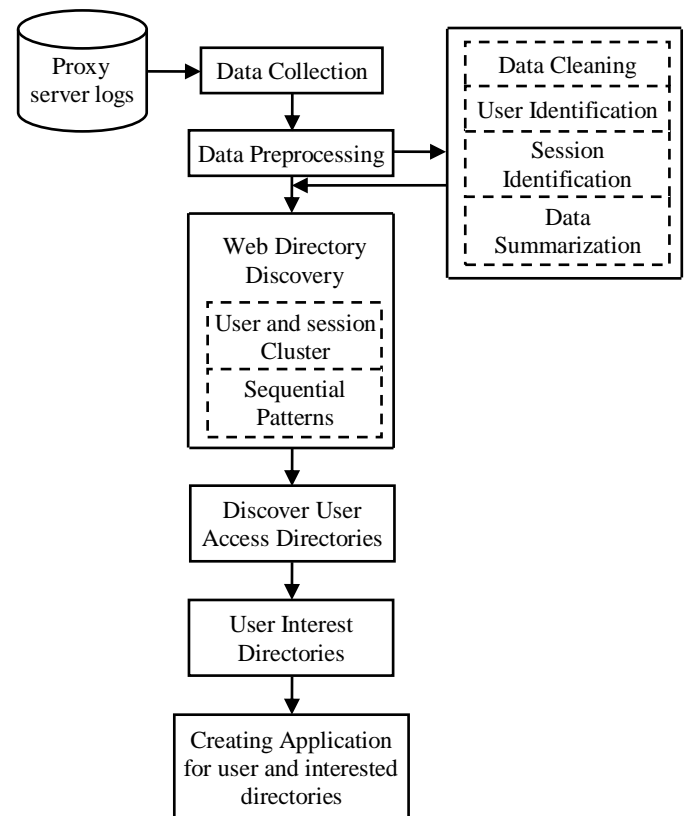 Proxy
server logs
Data Collection
Data Preprocessing
Data Cleaning
User Identification
Session
Identification
Data
Summarization
Web Directory
Discovery
User and session
Cluster
Sequential
Patterns
Discover User
Access Directories
User Interest
Directories
Creating Application
for user and interested
directories